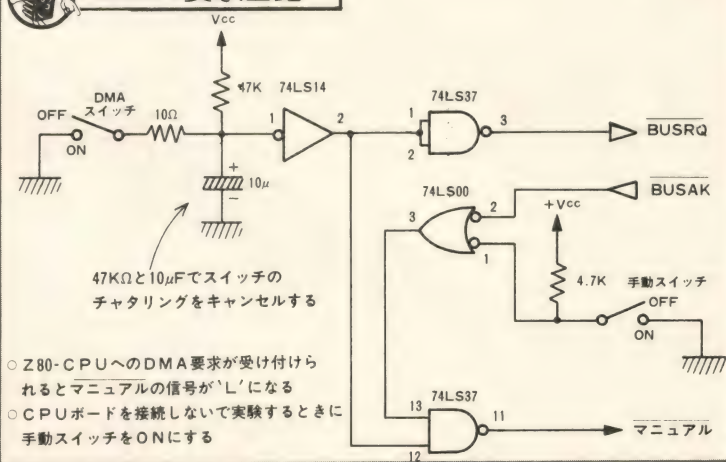 Vcc
47K
74LS14
DMA
スイッチ
OFF
ON
10Ω
1
2
+
10μ
−
74LS37
1
2
3
BUSRQ
BUSAK
74LS00
3
2
1
+Vcc
4.7K
手動スイッチ
OFF
ON
47KΩと10μFでスイッチの
チャタリングをキャンセルする
○ Z80-CPUへのDMA要求が受け付けら
れるとマニュアルの信号が'L'になる
○ CPUボードを接続しないで実験するときに
手動スイッチをONにする
74LS37
13
12
11
マニュアル